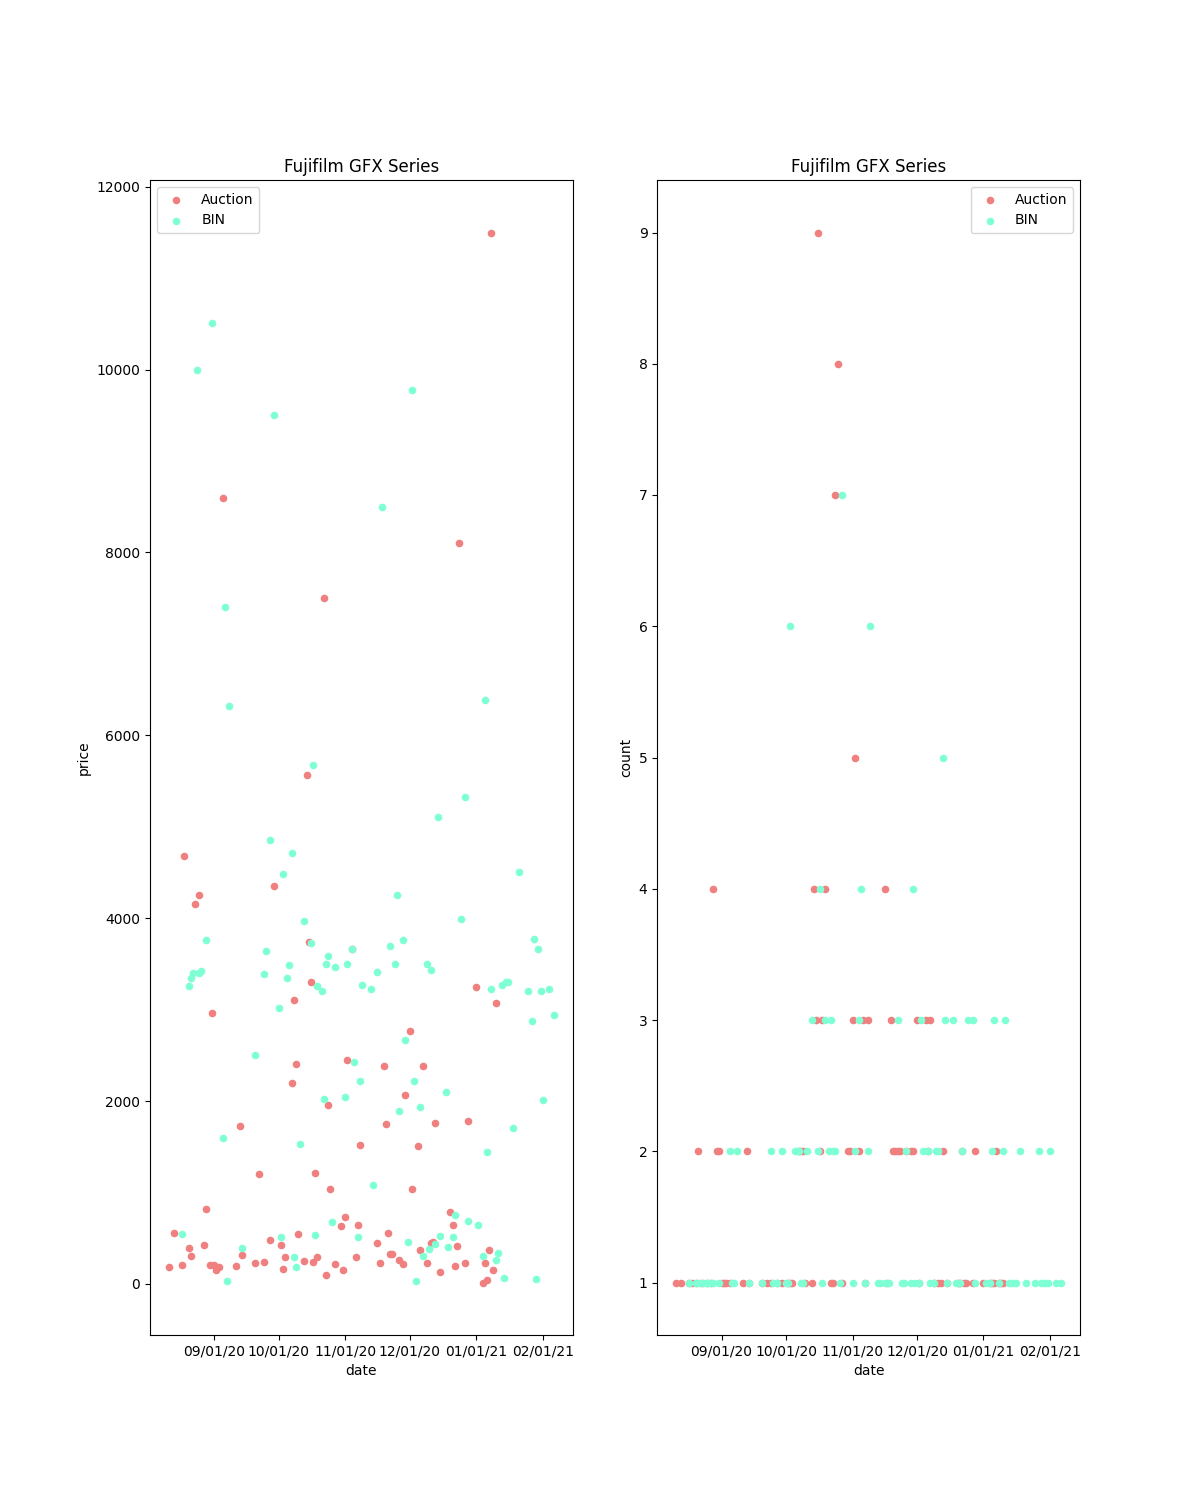 Fujifilm GFX Series
Auction
BIN
12000
10000
8000
6000
4000
2000
0
price
09/01/20 10/01/20 11/01/20 12/01/20 01/01/21 02/01/21
date
Fujifilm GFX Series
Auction
BIN
9
8
7
6
5
4
3
2
1
count
09/01/20 10/01/20 11/01/20 12/01/20 01/01/21 02/01/21
date